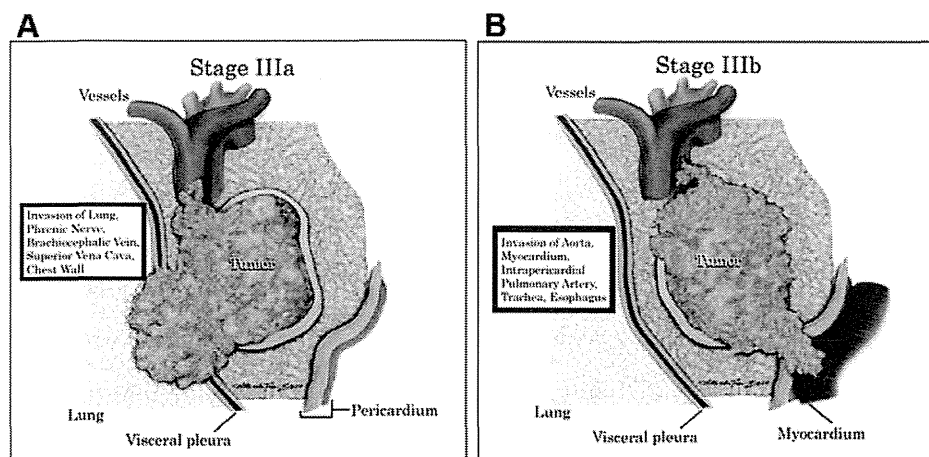 A
Stage IIIa
Vessels
Invasion of Lung,
Phrenic Nerve,
Brachiocephalic Vein,
Superior Vena Cava,
Chest Wall
Tumor
Lung
Visceral pleura
Pericardium
B
Stage IIIb
Vessels
Invasion of Aorta,
Myocardium,
Intrapericardial
Pulmonary Artery,
Trachea, Esophagus
Tumor
Lung
Visceral pleura
Myocardium